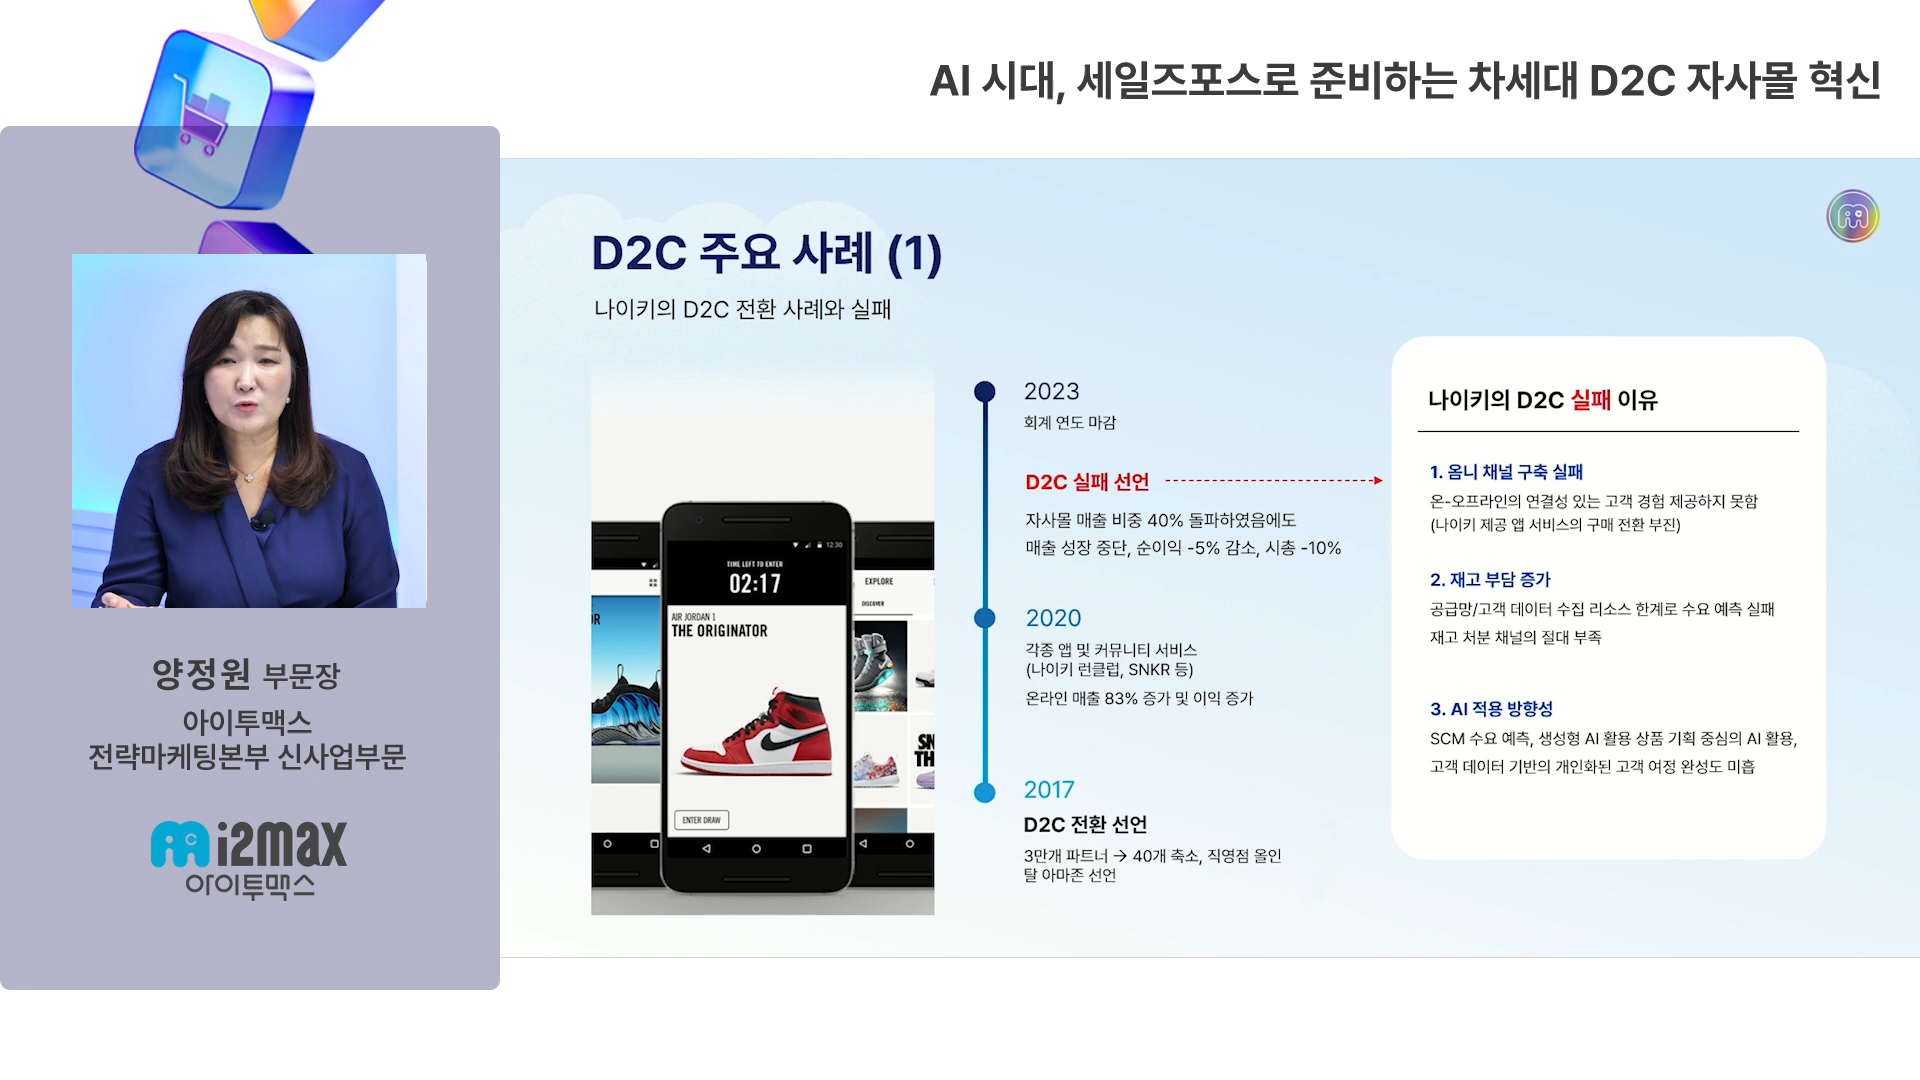 AI 시대, 세일즈포스로 준비하는 차세대 D2C 자사몰 혁신
양정원 부문장
아이투맥스
전략마케팅본부 신사업부문
i2max
아이투맥스
D2C 주요 사례 (1)
나이키의 D2C 전환 사례와 실패
12:30
TIME LEFT TO ENTER
02:17
AIR JORDAN 1
THE ORIGINATOR
ENTER DRAW
EXPLORE
DISCOVER
2023
회계 연도 마감
D2C 실패 선언
자사몰 매출 비중 40% 돌파하였음에도
매출 성장 중단, 순이익 -5% 감소, 시총 -10%
2020
각종 앱 및 커뮤니티 서비스
(나이키 런클럽, SNKR 등)
온라인 매출 83% 증가 및 이익 증가
2017
D2C 전환 선언
3만개 파트너 → 40개 축소, 직영점 올인
탈 아마존 선언
나이키의 D2C 실패 이유
1. 옴니 채널 구축 실패
온-오프라인의 연결성 있는 고객 경험 제공하지 못함
(나이키 제공 앱 서비스의 구매 전환 부진)
2. 재고 부담 증가
공급망/고객 데이터 수집 리소스 한계로 수요 예측 실패
재고 처분 채널의 절대 부족
3. AI 적용 방향성
SCM 수요 예측, 생성형 AI 활용 상품 기획 중심의 AI 활용,
고객 데이터 기반의 개인화된 고객 여정 완성도 미흡